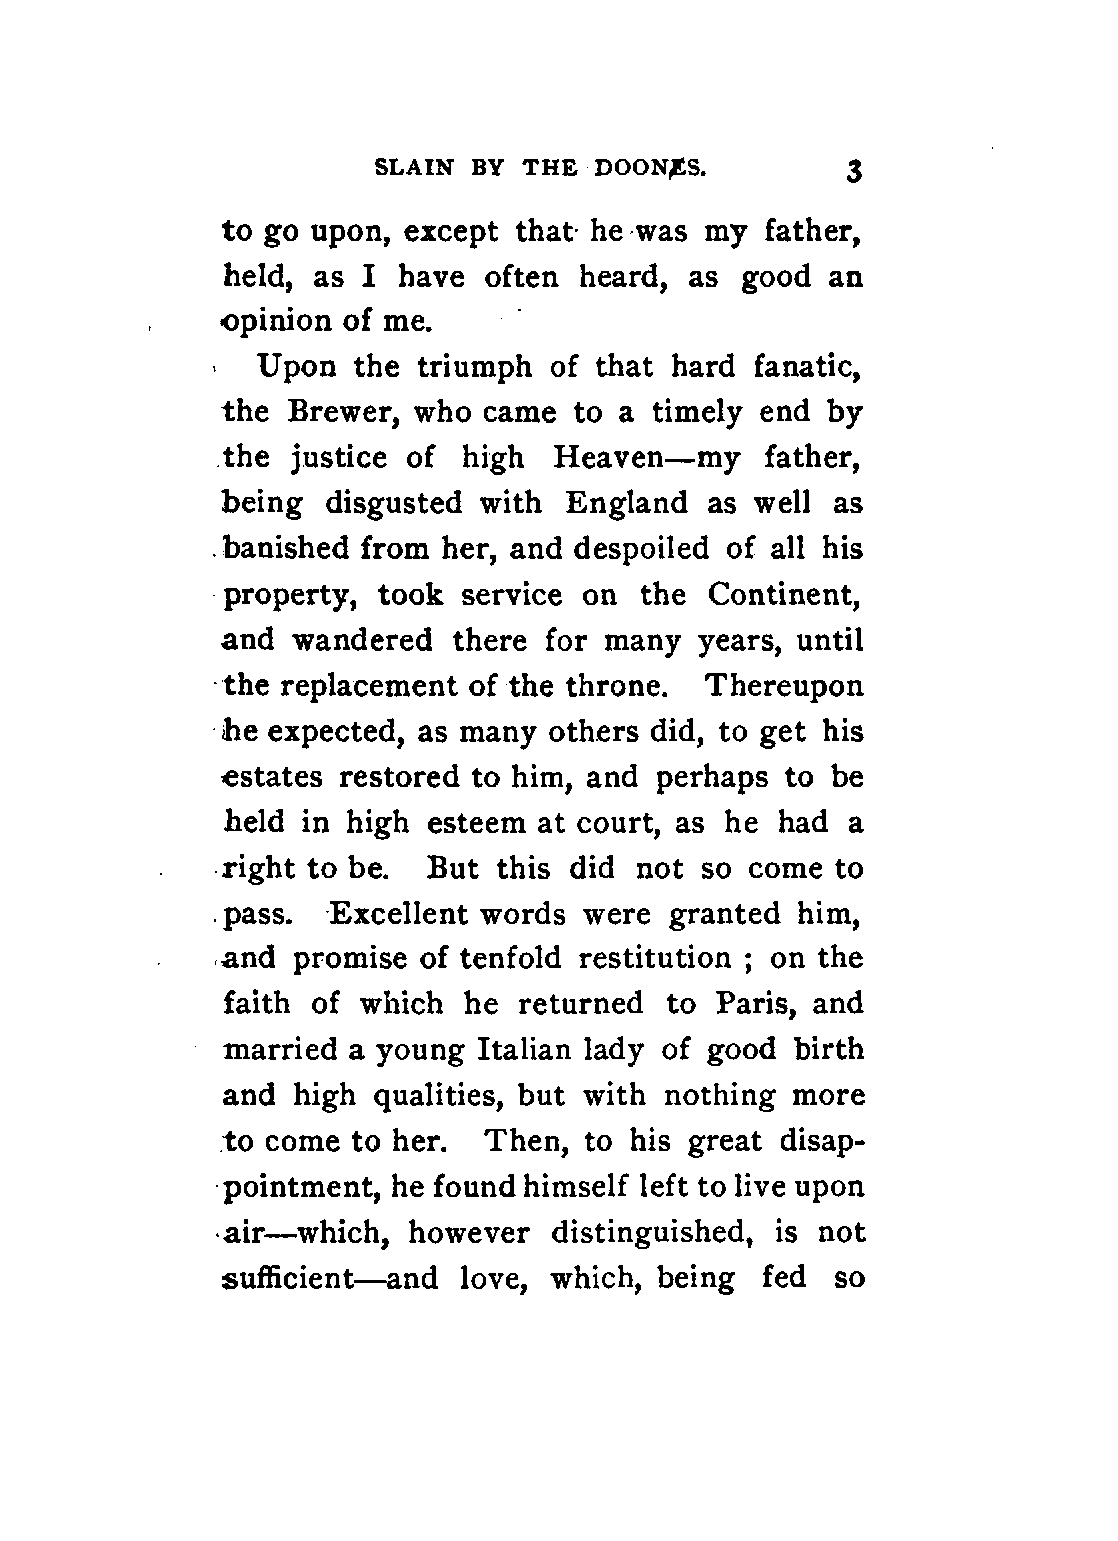 SLAIN BY THE DOONES. 3
to go upon, except that he was my father,
held, as I have often heard, as good an
opinion of me.
Upon the triumph of that hard fanatic,
the Brewer, who came to a timely end by
the justice of high Heaven—my father,
being disgusted with England as well as
banished from her, and despoiled of all his
property, took service on the Continent,
and wandered there for many years, until
the replacement of the throne. Thereupon
he expected, as many others did, to get his
estates restored to him, and perhaps to be
held in high esteem at court, as he had a
right to be. But this did not so come to
pass. Excellent words were granted him,
and promise of tenfold restitution ; on the
faith of which he returned to Paris, and
married a young Italian lady of good birth
and high qualities, but with nothing more
to come to her. Then, to his great disap-
pointment, he found himself left to live upon
air—which, however distinguished, is not
sufficient—and love, which, being fed so